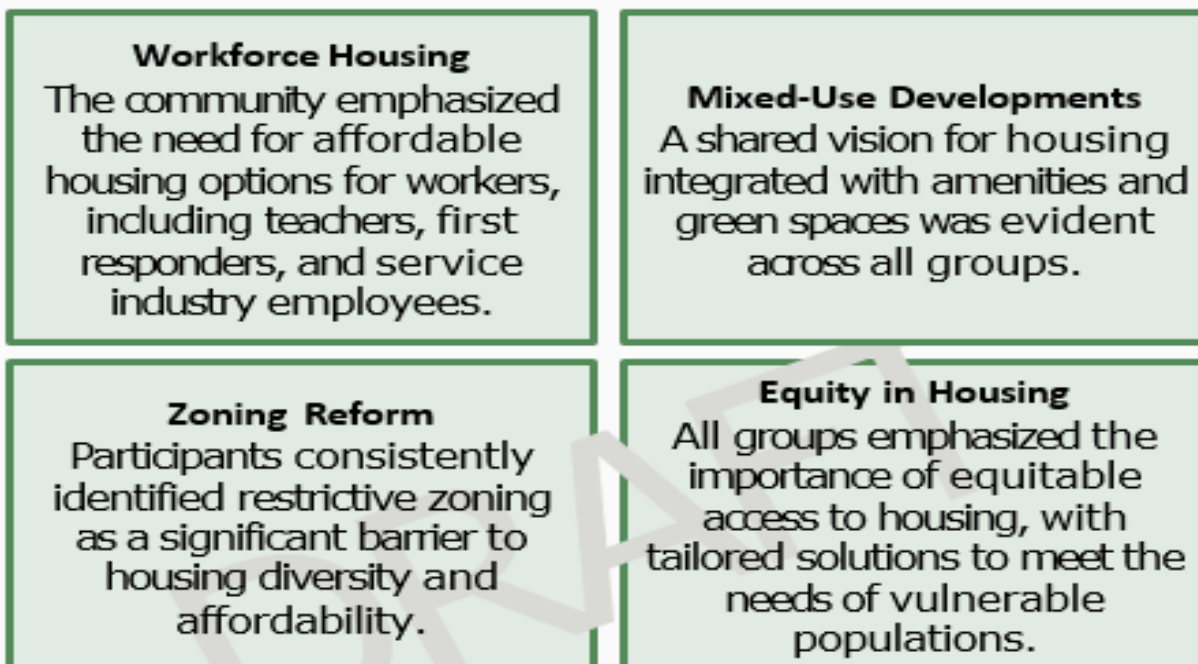 Workforce Housing
The community emphasized
the need for affordable
housing options for workers,
including teachers, first
responders, and service
industry employees.
Mixed-Use Developments
A shared vision for housing
integrated with amenities and
green spaces was evident
across all groups.
Zoning Reform
Participants consistently
identified restrictive zoning
as a significant barrier to
housing diversity and
affordability.
Equity in Housing
All groups emphasized the
importance of equitable
access to housing, with
tailored solutions to meet the
needs of vulnerable
populations.
DRAFT